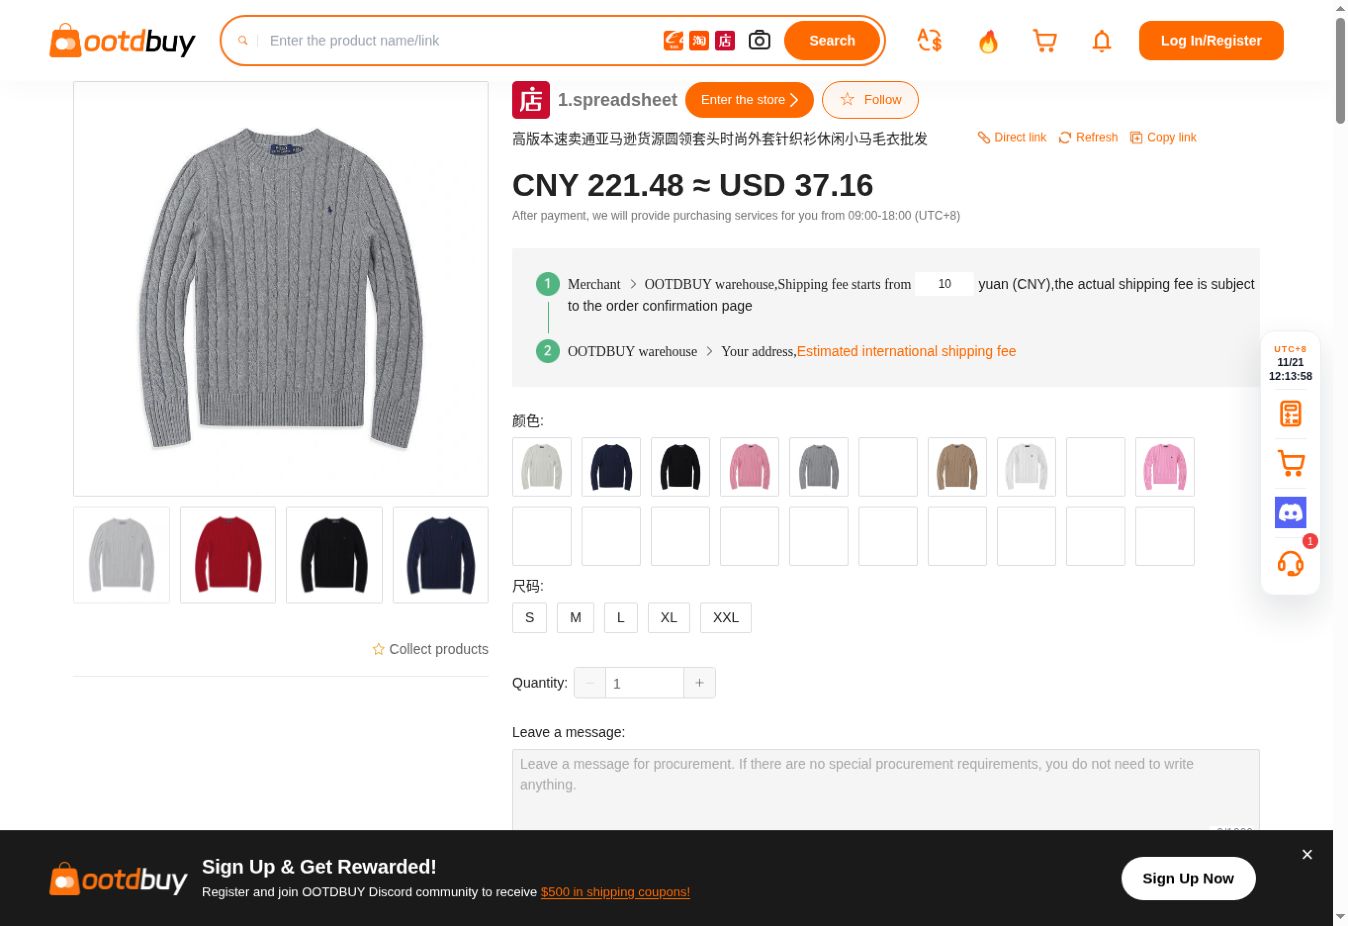 ootdbuy
Enter the product name/link
淘
店
Search
Log In/Register
店
1.spreadsheet
Enter the store
Follow
高版本速卖通亚马逊货源圆领套头时尚外套针织衫休闲小马毛衣批发
Direct link
Refresh
Copy link
CNY 221.48 ≈ USD 37.16
After payment, we will provide purchasing services for you from 09:00-18:00 (UTC+8)
1
Merchant > OOTDBUY warehouse,Shipping fee starts from 10 yuan (CNY),the actual shipping fee is subject
to the order confirmation page
2
OOTDBUY warehouse > Your address,Estimated international shipping fee
UTC+8
11/21
12:13:58
1
颜色:
尺码:
S
M
L
XL
XXL
Collect products
Quantity:
1
Leave a message:
Leave a message for procurement. If there are no special procurement requirements, you do not need to write
anything.
ootdbuy
Sign Up & Get Rewarded!
Register and join OOTDBUY Discord community to receive $500 in shipping coupons!
Sign Up Now